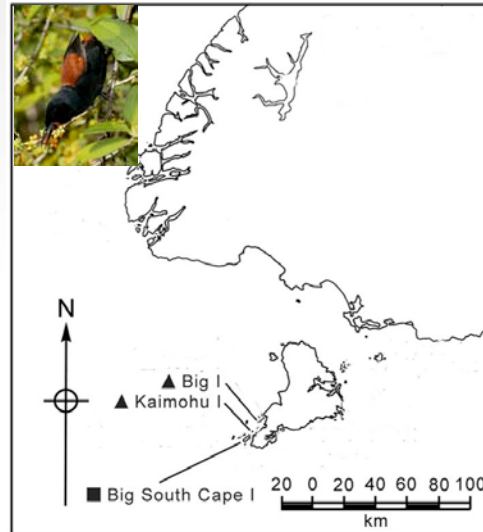 N
▲ Big I
▲ Kaimohu I
■ Big South Cape I
20 0 20 40 60 80 100
km